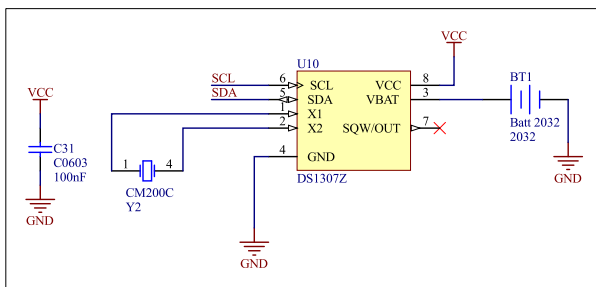 U10
SCL 6 SCL VCC 8 VCC
SDA 5 SDA VBAT 3 BT1
1 X1
2 X2 SQW/OUT 7 Batt 2032
2032
4 GND
DS1307Z
VCC
C31
C0603
100nF
GND
1 4
CM200C
Y2
GND
GND